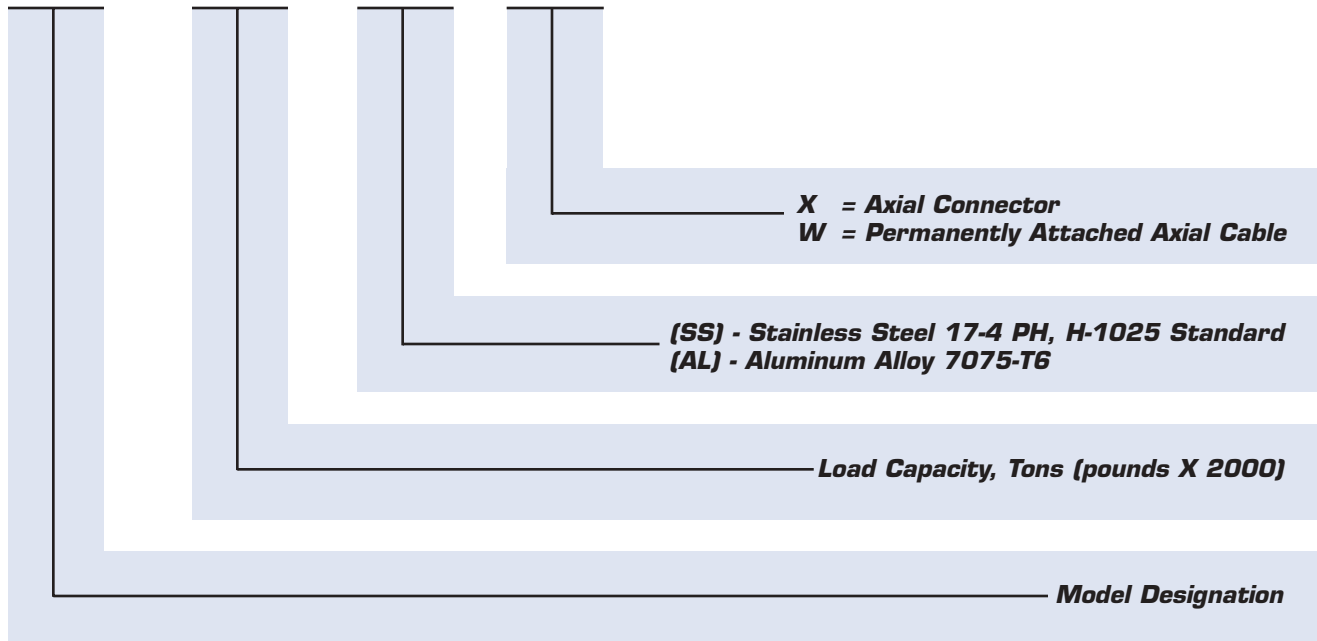 X = Axial Connector
W = Permanently Attached Axial Cable
(SS) - Stainless Steel 17-4 PH, H-1025 Standard
(AL) - Aluminum Alloy 7075-T6
Load Capacity, Tons (pounds X 2000)
Model Designation